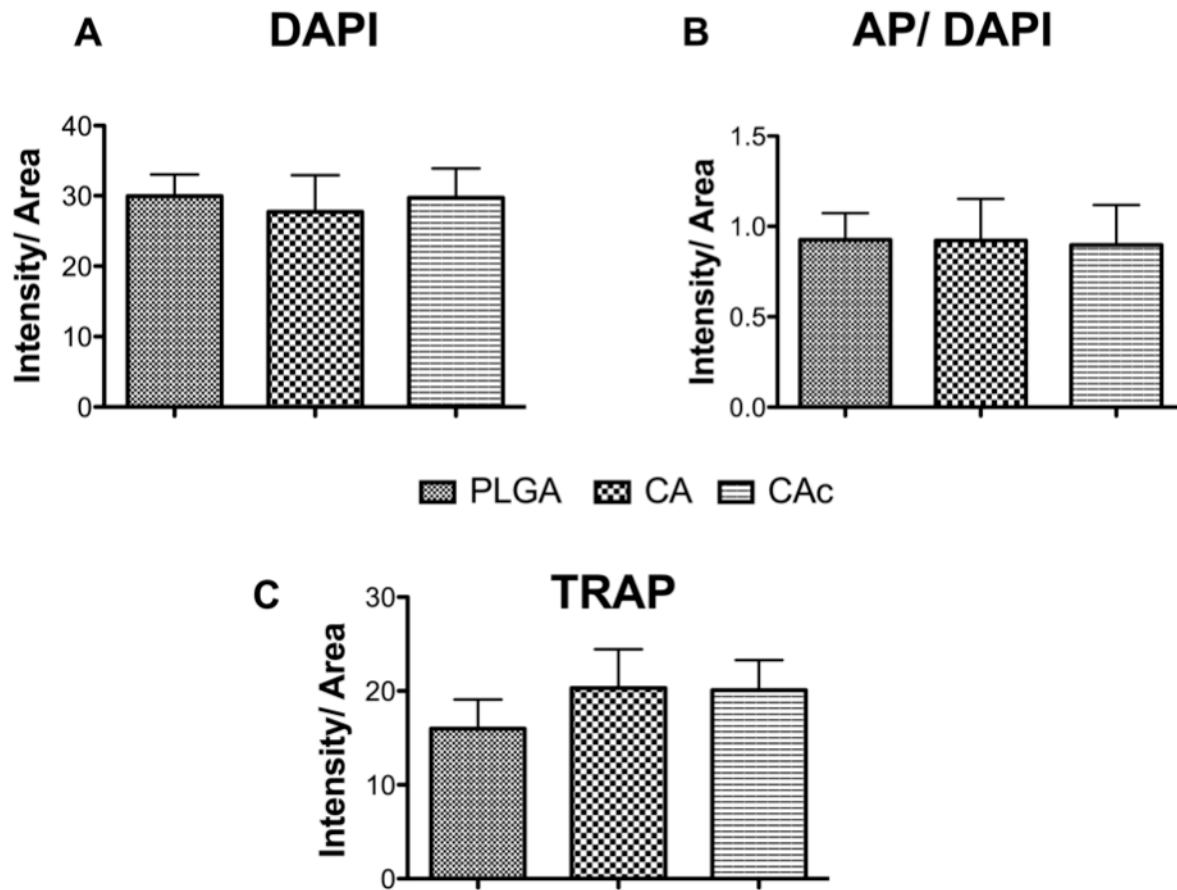 A
DAPI
Intensity/ Area
40
30
20
10
0
B
AP/ DAPI
Intensity/ Area
1.5
1.0
0.5
0.0
PLGA CA CAc
C
TRAP
Intensity/ Area
30
20
10
0